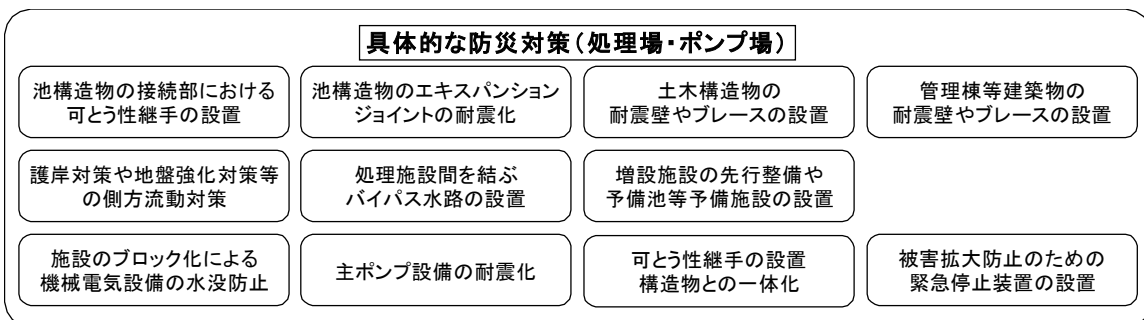 具体的な防災対策（処理場・ポンプ場）
池構造物の接続部における
可とう性継手の設置
池構造物のエキスパンション
ジョイントの耐震化
土木構造物の
耐震壁やブレースの設置
管理棟等建築物の
耐震壁やブレースの設置
護岸対策や地盤強化対策等
の側方流動対策
処理施設間を結ぶ
バイパス水路の設置
増設施設の先行整備や
予備池等予備施設の設置
施設のブロック化による
機械電気設備の水没防止
主ポンプ設備の耐震化
可とう性継手の設置
構造物との一体化
被害拡大防止のための
緊急停止装置の設置